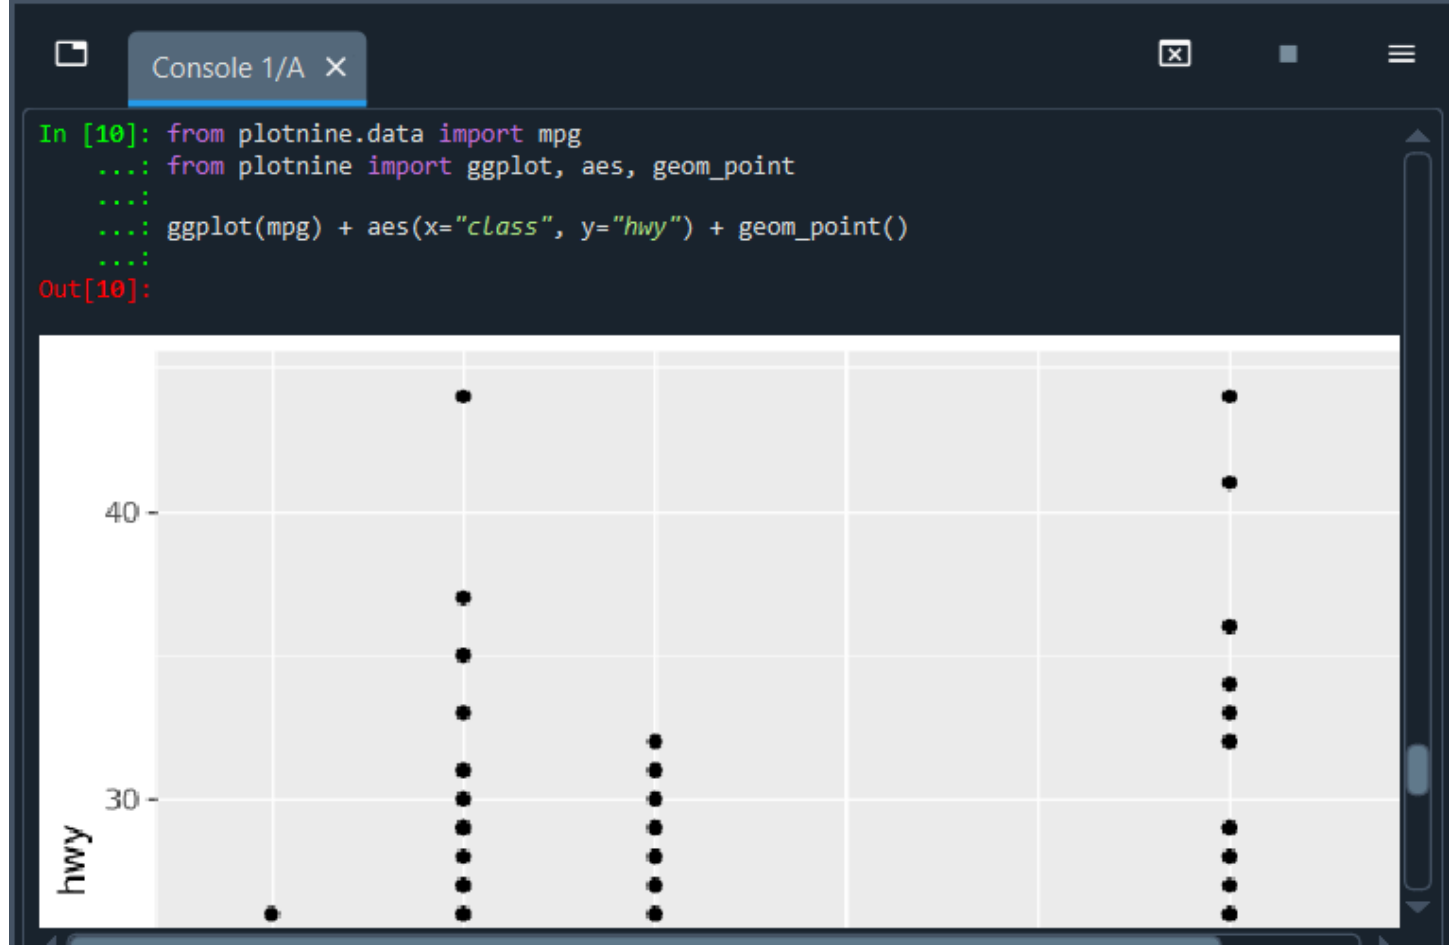 Console 1/A
In [10]: from plotnine.data import mpg
...: from plotnine import ggplot, aes, geom_point
...:
...: ggplot(mpg) + aes(x="class", y="hwy") + geom_point()
...:
Out[10]:
40
30
hwy